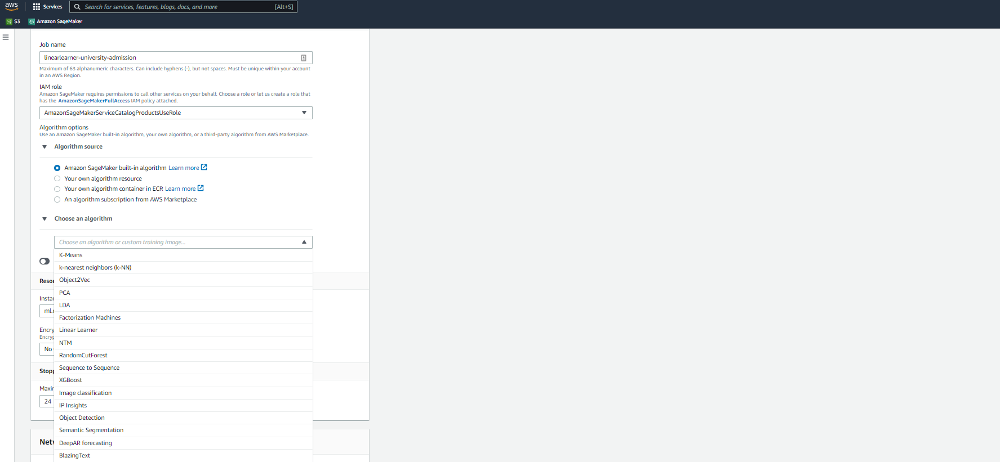 aws
Services
Search for services, features, blogs, docs, and more
[Alt+S]
S3
Amazon SageMaker
Job name
linearlearner-university-admission
Maximum of 63 alphanumeric characters. Can include hyphens (-), but not spaces. Must be unique within your account
in an AWS Region.
IAM role
Amazon SageMaker requires permissions to call other services on your behalf. Choose a role or let us create a role that
has the AmazonSageMakerFullAccess IAM policy attached.
AmazonSageMakerServiceCatalogProductsUseRole
Algorithm options
Use an Amazon SageMaker built-in algorithm, your own algorithm, or a third-party algorithm from AWS Marketplace.
Algorithm source
Amazon SageMaker built-in algorithm Learn more
Your own algorithm resource
Your own algorithm container in ECR Learn more
An algorithm subscription from AWS Marketplace
Choose an algorithm
Choose an algorithm or custom training image...
K-Means
k-nearest neighbors (k-NN)
Object2Vec
PCA
LDA
Factorization Machines
Linear Learner
NTM
RandomCutForest
Sequence to Sequence
XGBoost
Image classification
IP Insights
Object Detection
Semantic Segmentation
DeepAR forecasting
BlazingText
No
24